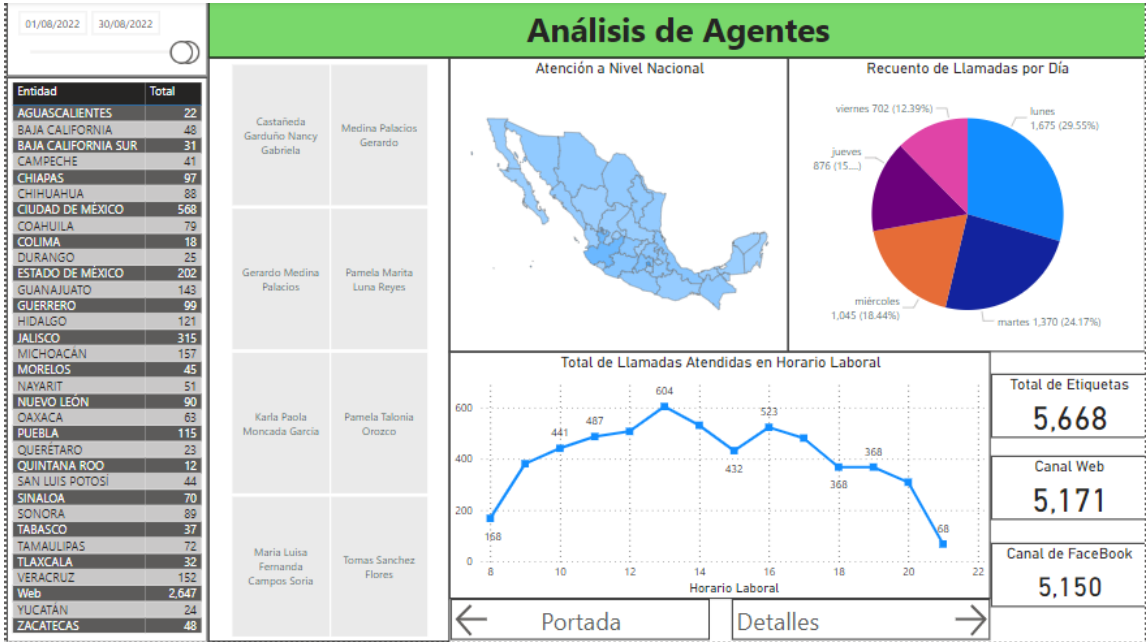 01/08/2022 30/08/2022
Análisis de Agentes
Entidad Total
AGUASCALIENTES 22
BAJA CALIFORNIA 48
BAJA CALIFORNIA SUR 31
CAMPECHE 41
CHIAPAS 97
CHIHUAHUA 88
CIUDAD DE MÉXICO 568
COAHUILA 79
COLIMA 18
DURANGO 25
ESTADO DE MÉXICO 202
GUANAJUATO 143
GUERRERO 99
HIDALGO 121
JALISCO 315
MICHOACÁN 157
MORELOS 45
NAYARIT 51
NUEVO LEÓN 90
OAXACA 63
PUEBLA 115
QUERÉTARO 23
QUINTANA ROO 12
SAN LUIS POTOSÍ 44
SINALOA 70
SONORA 89
TABASCO 37
TAMAULIPAS 72
TLAXCALA 32
VERACRUZ 152
Web 2,647
YUCATÁN 24
ZACATECAS 48
Castañeda
Garduño Nancy
Gabriela
Medina Palacios
Gerardo
Gerardo Medina
Palacios
Pamela Marita
Luna Reyes
Karla Paola
Moncada Garcia
Pamela Talonia
Orozco
Maria Luisa
Fernanda
Campos Soria
Tomas Sanchez
Flores
Atención a Nivel Nacional
Recuento de Llamadas por Día
viernes 702 (12.39%)
lunes
1,675 (29.55%)
jueves
876 (15....)
miércoles
1,045 (18.44%)
martes 1,370 (24.17%)
Total de Llamadas Atendidas en Horario Laboral
600
400
200
0
168
441
487
604
432
523
368
368
68
8 10 12 14 16 18 20 22
Horario Laboral
Total de Etiquetas
5,668
Canal Web
5,171
Canal de FaceBook
5,150
Portada
Detalles